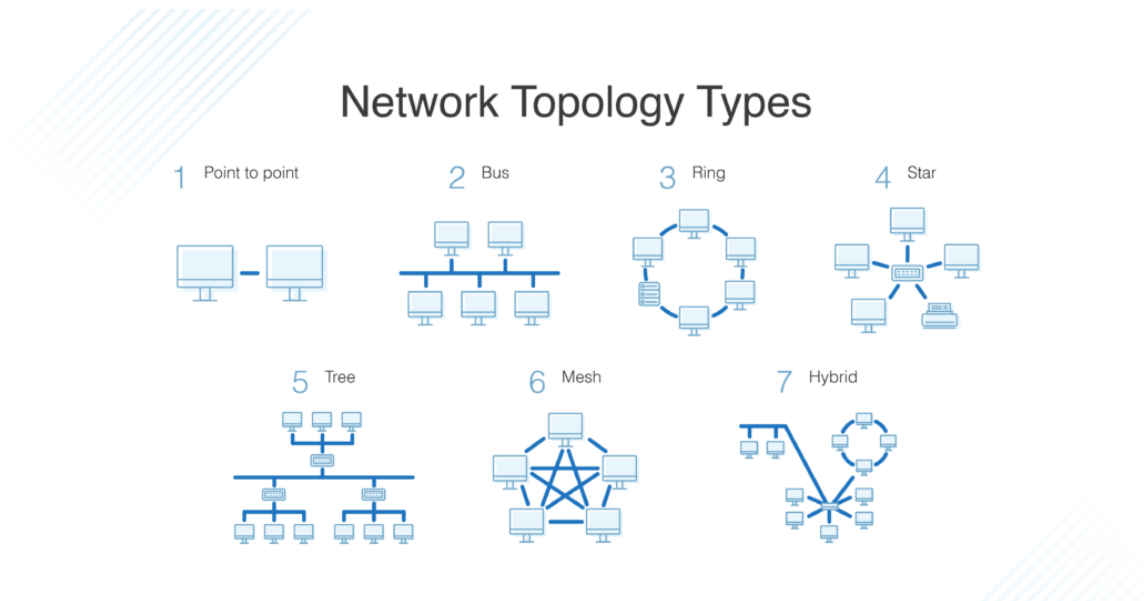 Network Topology Types
1 Point to point
2 Bus
3 Ring
4 Star
5 Tree
6 Mesh
7 Hybrid